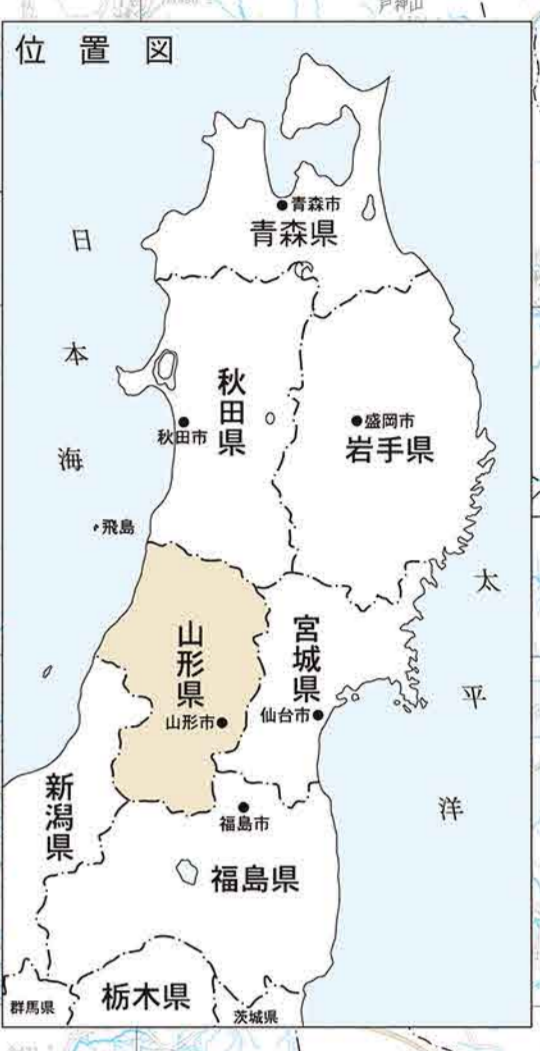 戸神山
位置図
青森市
青森県
日本海
秋田県
秋田市
盛岡市
岩手県
飛島
太平洋
山形県
山形市
宮城県
仙台市
新潟県
福島市
福島県
群馬県
栃木県
茨城県